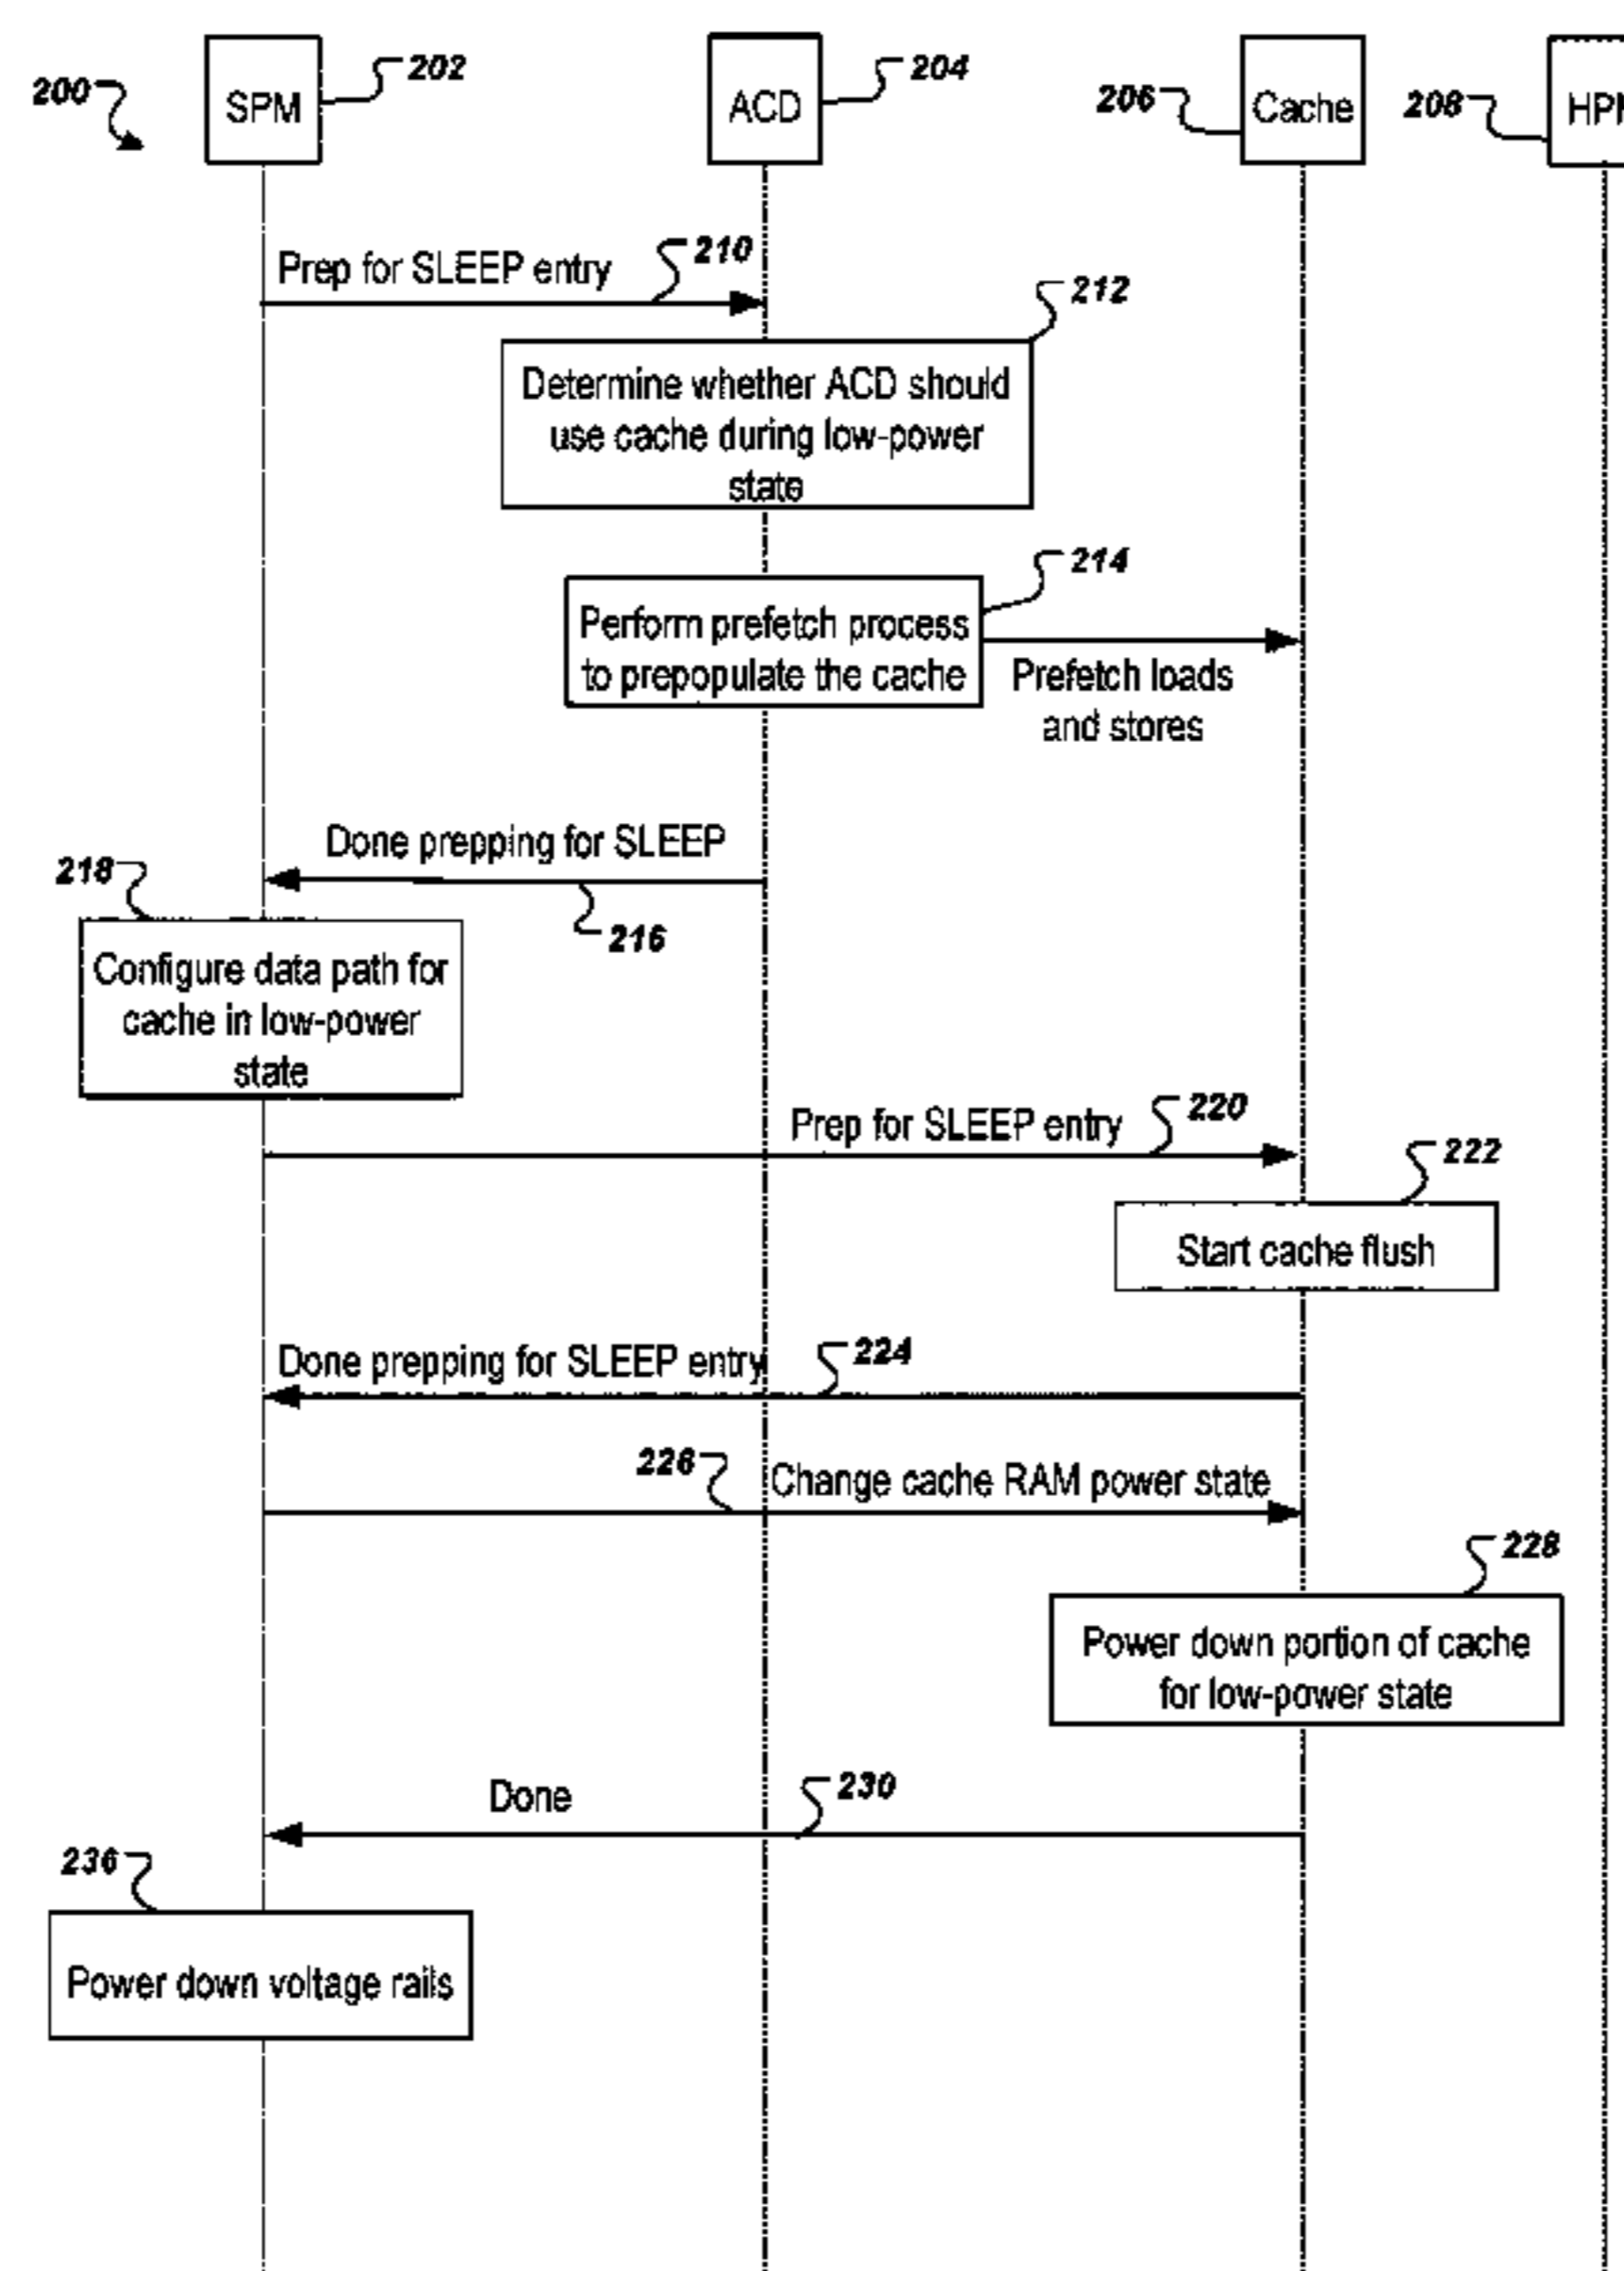 200
SPM
202
ACD
204
206
Cache
208
Prep for SLEEP entry
210
212
Determine whether ACD should
use cache during low-power
state
214
Perform prefetch process
to prepopulate the cache
Prefetch loads
and stores
Done prepping for SLEEP
216
218
Configure data path for
cache in low-power
state
Prep for SLEEP entry
220
222
Start cache flush
Done prepping for SLEEP entry
224
226
Change cache RAM power state
228
Power down portion of cache
for low-power state
Done
230
236
Power down voltage rails